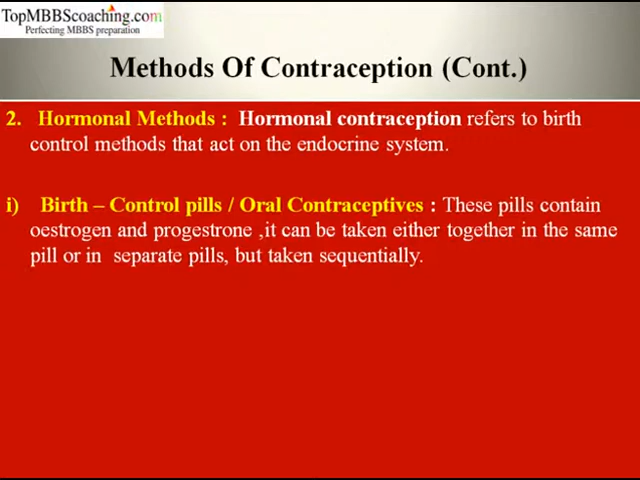 TopMBBScoaching.com
Perfecting MBBS preparation
Methods Of Contraception (Cont.)
2. Hormonal Methods : Hormonal contraception refers to birth
control methods that act on the endocrine system.
i) Birth – Control pills / Oral Contraceptives : These pills contain
oestrogen and progestrone ,it can be taken either together in the same
pill or in separate pills, but taken sequentially.